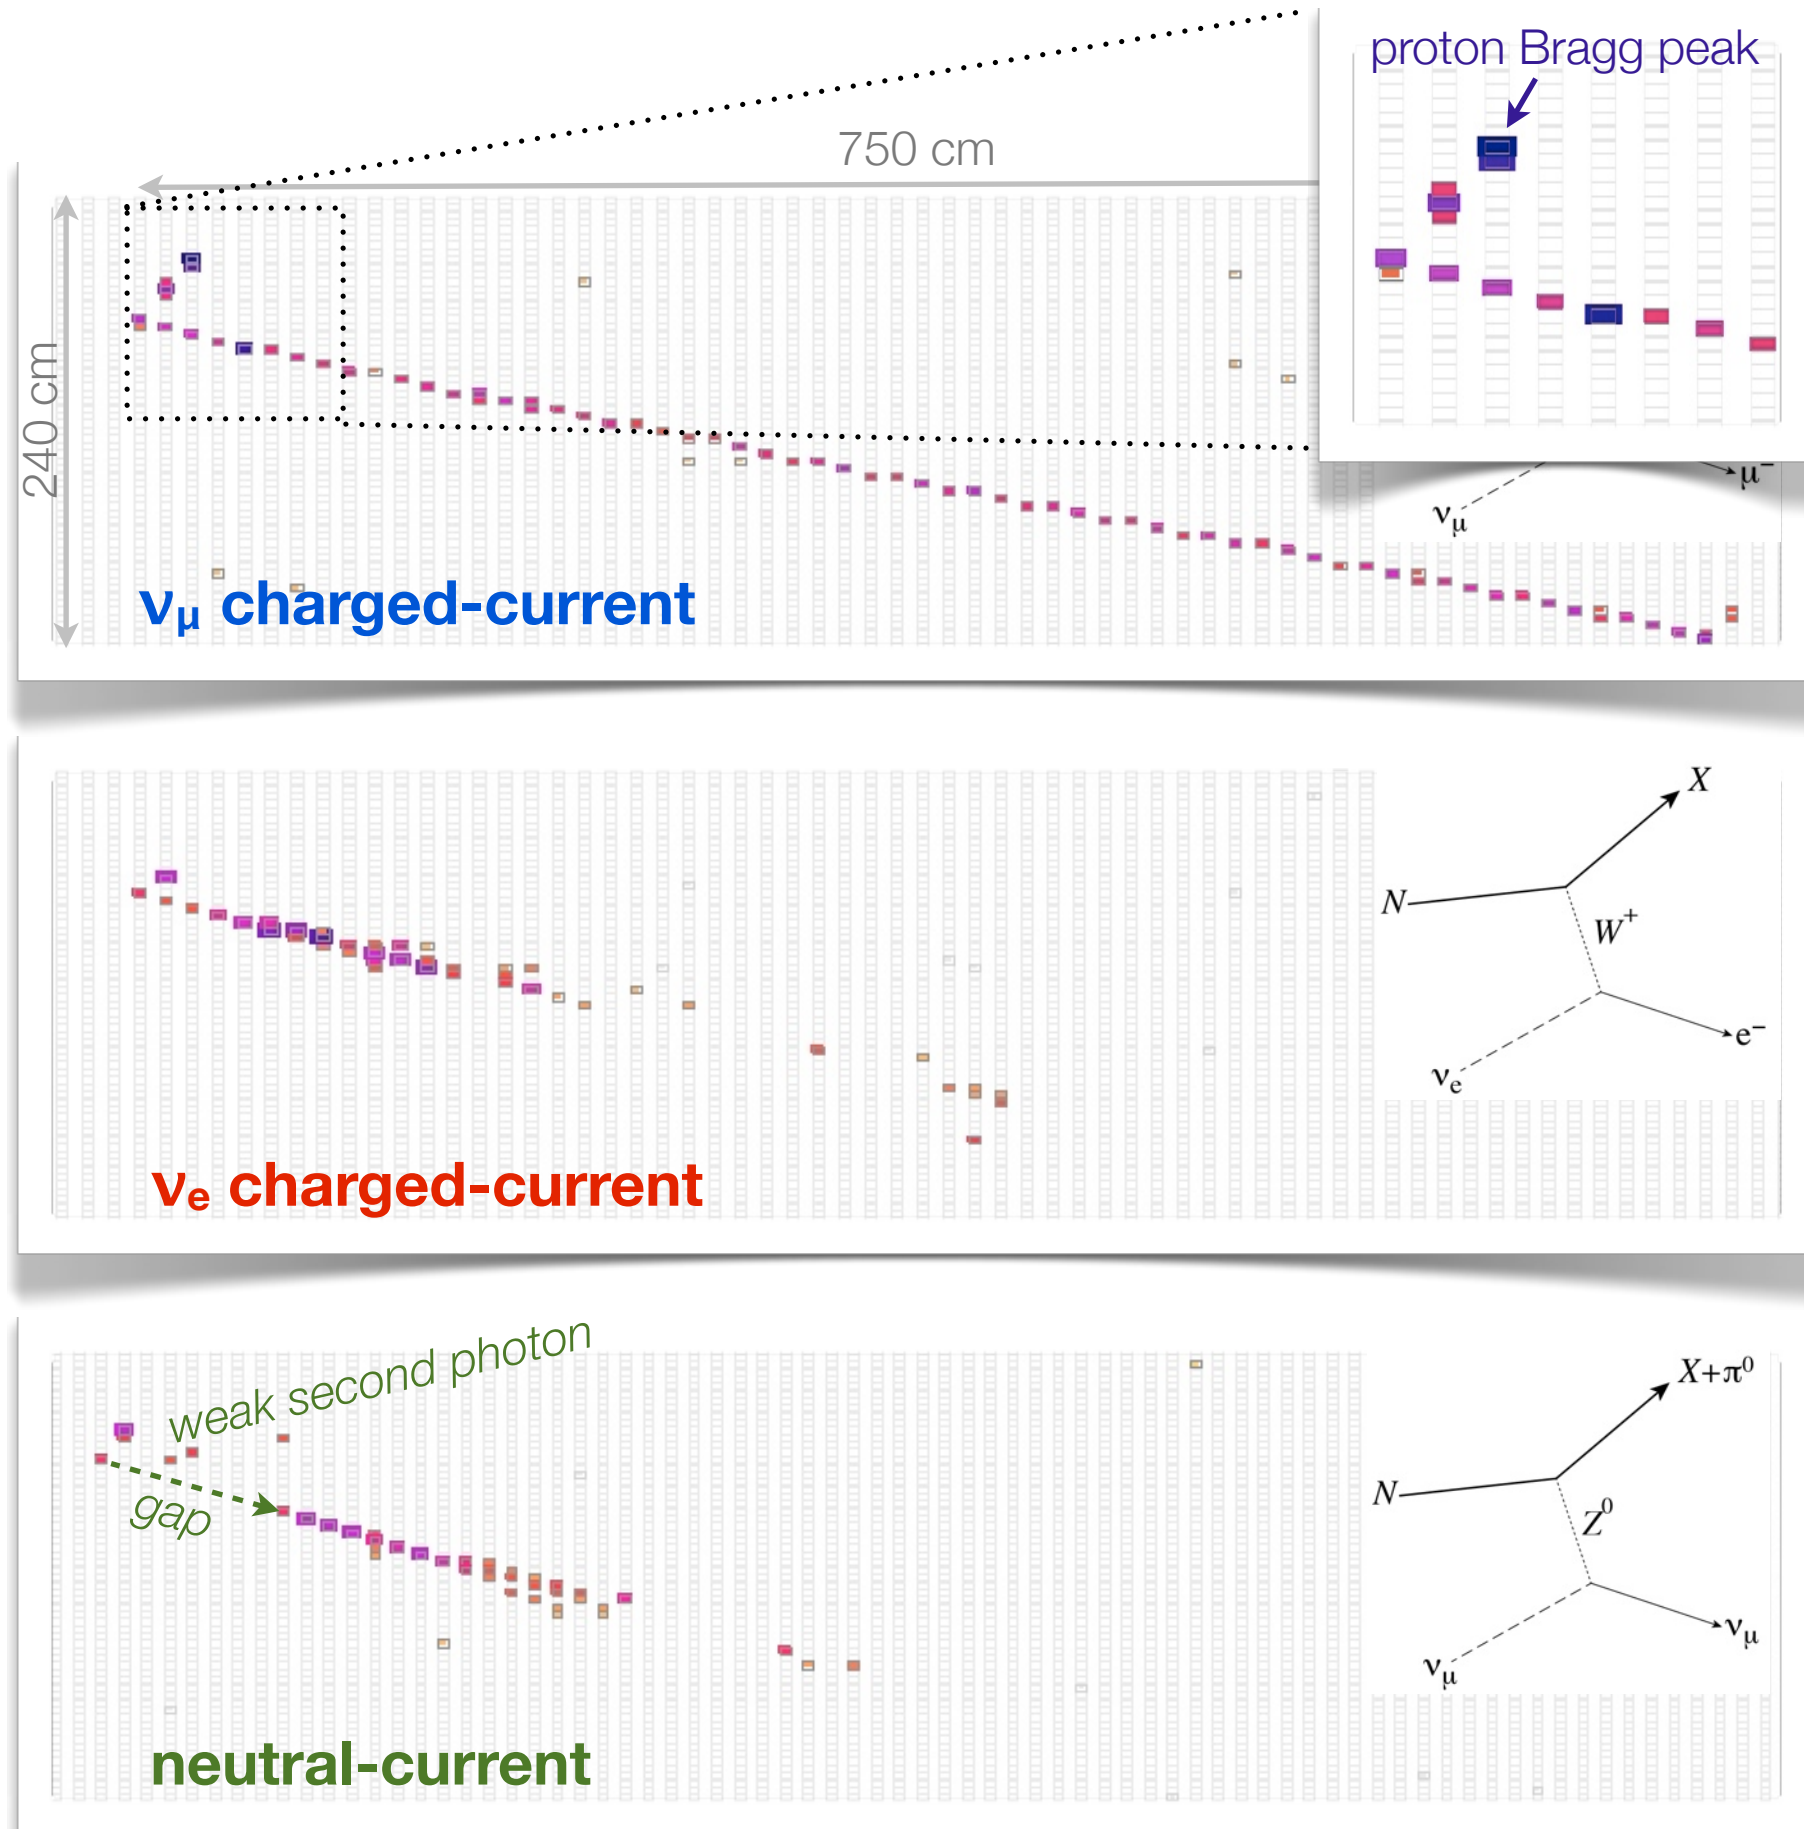 proton Bragg peak
750 cm
240 cm
μ⁻
νμ
νμ charged-current
X
N
W⁺
e⁻
νe
νe charged-current
weak second photon
gap
X+π⁰
N
Z⁰
νμ
νμ
neutral-current